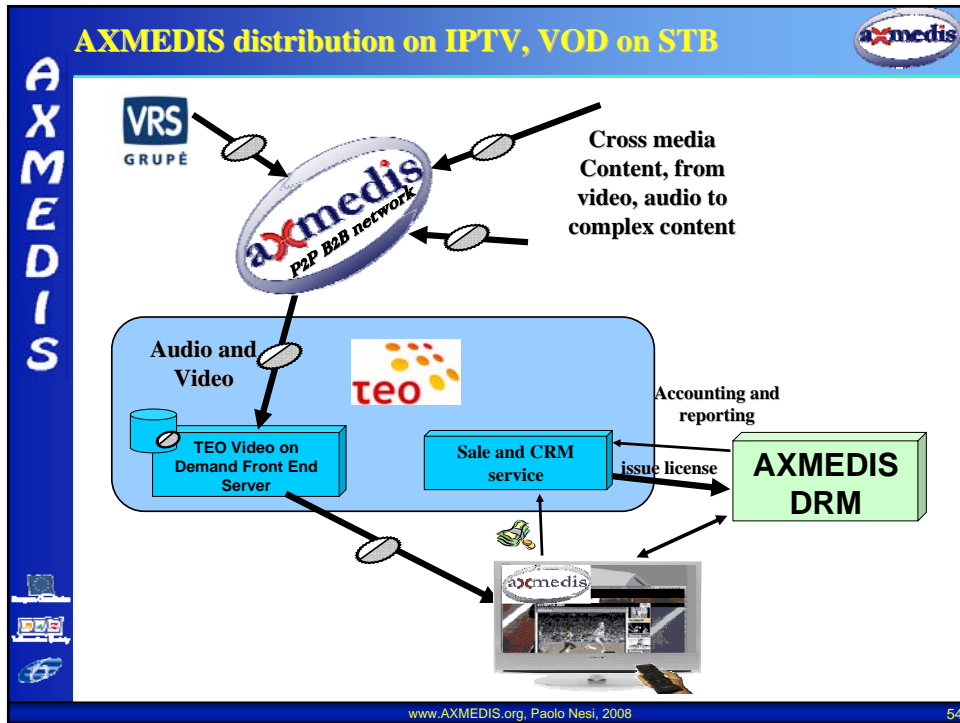 AXMEDIS distribution on IPTV, VOD on STB
axmedis
AXMEDIS
VRS
GRUPĖ
Cross media
Content, from
video, audio to
complex content
axmedis
P2P B2B network
Audio and
Video
TEO
Accounting and
reporting
TEO Video on
Demand Front End
Server
Sale and CRM
service
issue license
AXMEDIS
DRM
axmedis
www.AXMEDIS.org, Paolo Nesi, 2008
54